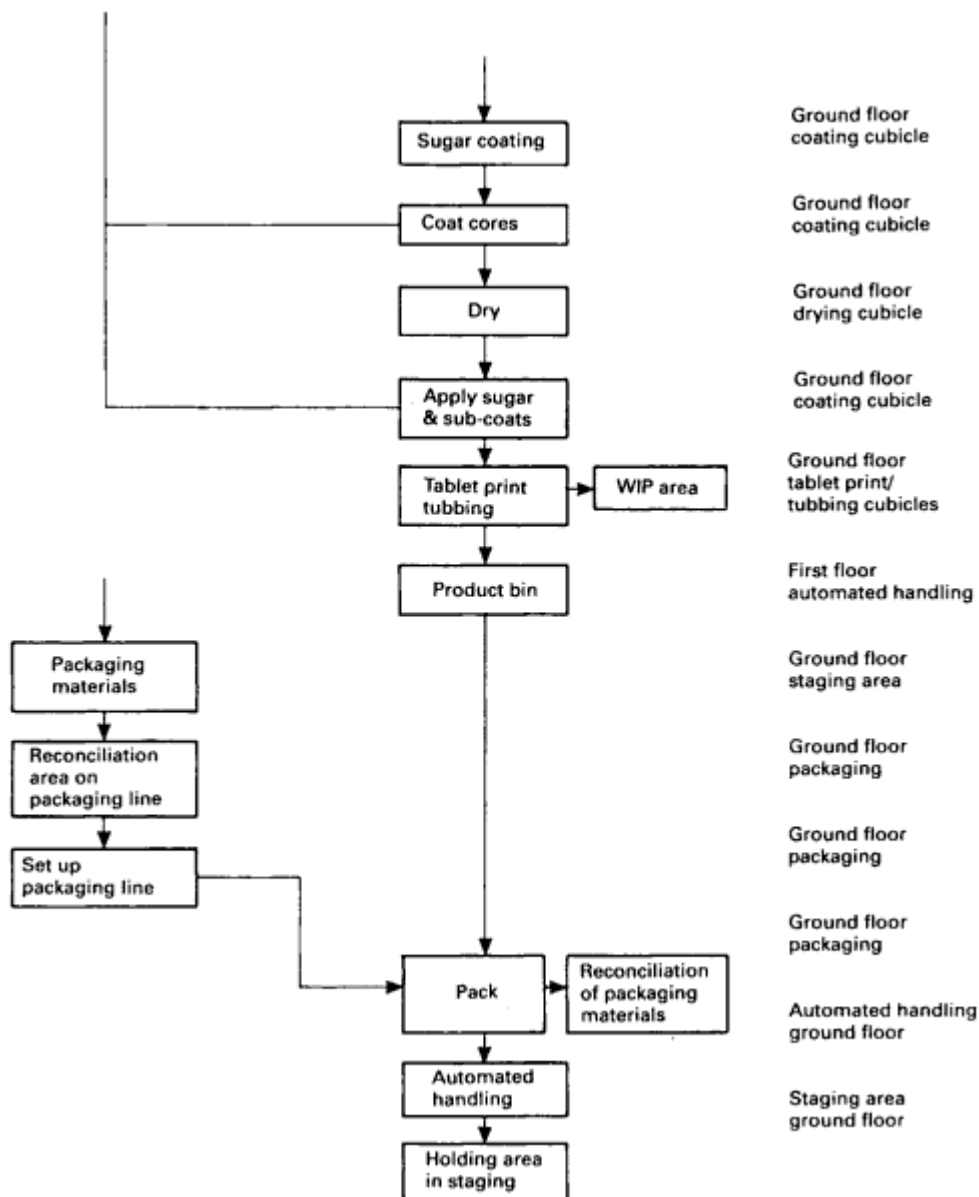 Sugar coating
Ground floor
coating cubicle
Coat cores
Ground floor
coating cubicle
Dry
Ground floor
drying cubicle
Apply sugar
& sub-coats
Ground floor
coating cubicle
Tablet print
tubbing
WIP area
Ground floor
tablet print/
tubbing cubicles
Product bin
First floor
automated handling
Packaging
materials
Ground floor
staging area
Reconciliation
area on
packaging line
Ground floor
packaging
Set up
packaging line
Ground floor
packaging
Pack
Reconciliation
of packaging
materials
Ground floor
packaging
Automated handling
ground floor
Automated
handling
Staging area
ground floor
Holding area
in staging